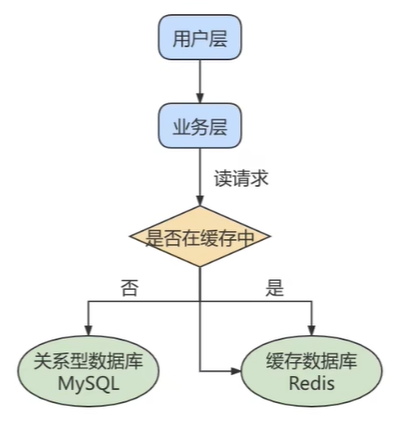 用户层
业务层
读请求
是否在缓存中
否
是
关系型数据库
MySQL
缓存数据库
Redis